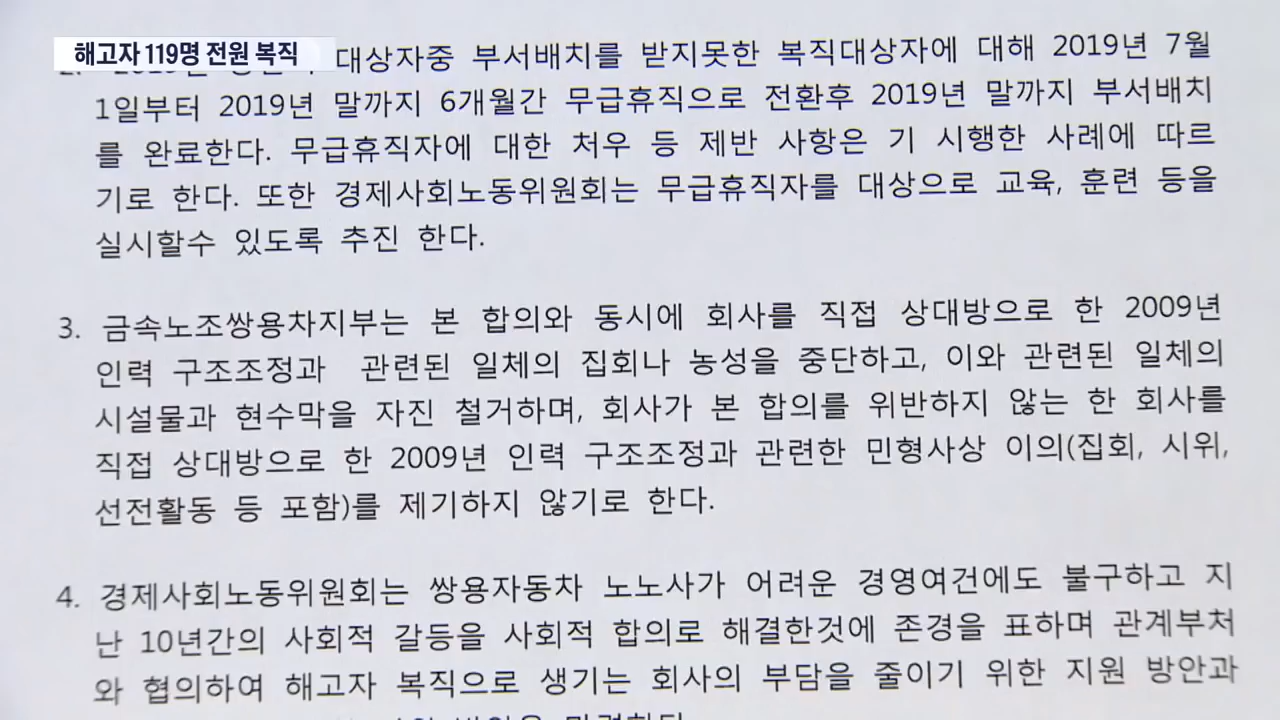 해고자 119명 전원 복직
대상자중 부서배치를 받지못한 복직대상자에 대해 2019년 7월
1일부터 2019년 말까지 6개월간 무급휴직으로 전환후 2019년 말까지 부서배치
를 완료한다. 무급휴직자에 대한 처우 등 제반 사항은 기 시행한 사례에 따르
기로 한다. 또한 경제사회노동위원회는 무급휴직자를 대상으로 교육, 훈련 등을
실시할수 있도록 추진 한다.
3. 금속노조쌍용차지부는 본 합의와 동시에 회사를 직접 상대방으로 한 2009년
인력 구조조정과 관련된 일체의 집회나 농성을 중단하고, 이와 관련된 일체의
시설물과 현수막을 자진 철거하며, 회사가 본 합의를 위반하지 않는 한 회사를
직접 상대방으로 한 2009년 인력 구조조정과 관련한 민형사상 이의(집회, 시위,
선전활동 등 포함)를 제기하지 않기로 한다.
4. 경제사회노동위원회는 쌍용자동차 노노사가 어려운 경영여건에도 불구하고 지
난 10년간의 사회적 갈등을 사회적 합의로 해결한것에 존경을 표하며 관계부처
와 협의하여 해고자 복직으로 생기는 회사의 부담을 줄이기 위한 지원 방안과